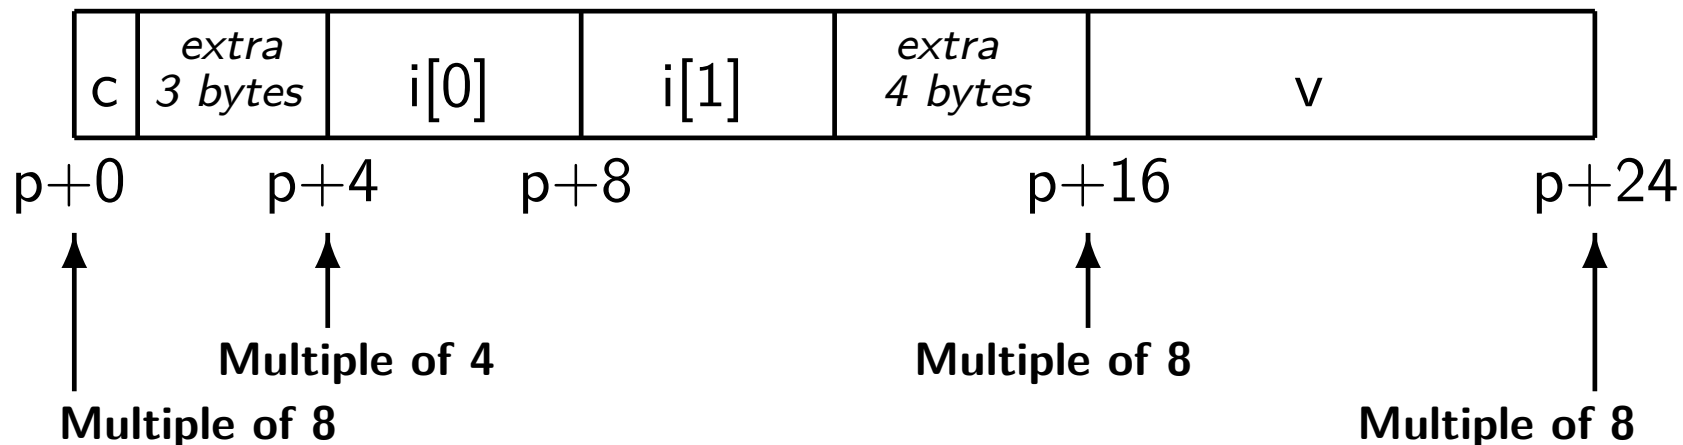 extra extra
c 3 bytes i[0] i[1] 4 bytes v
p+0 p+4 p+8 p+16 p+24
Multiple of 4 Multiple of 8
Multiple of 8 Multiple of 8